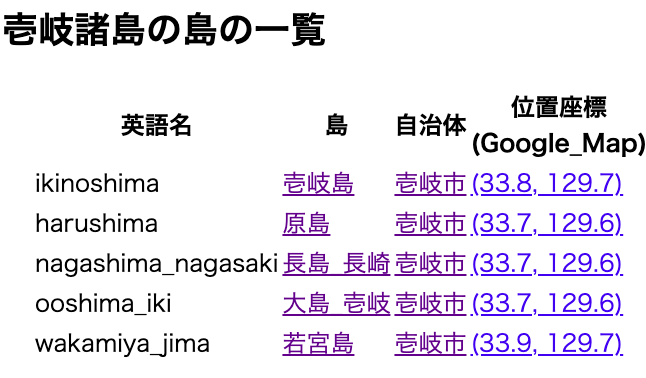 壱岐諸島の島の一覧
英語名 島 自治体 位置座標
(Google_Map)
ikinoshima 壱岐島 壱岐市 (33.8, 129.7)
harushima 原島 壱岐市 (33.7, 129.6)
nagashima_nagasaki 長島_長崎 壱岐市 (33.7, 129.6)
ooshima_iki 大島_壱岐 壱岐市 (33.7, 129.6)
wakamiya_jima 若宮島 壱岐市 (33.9, 129.7)